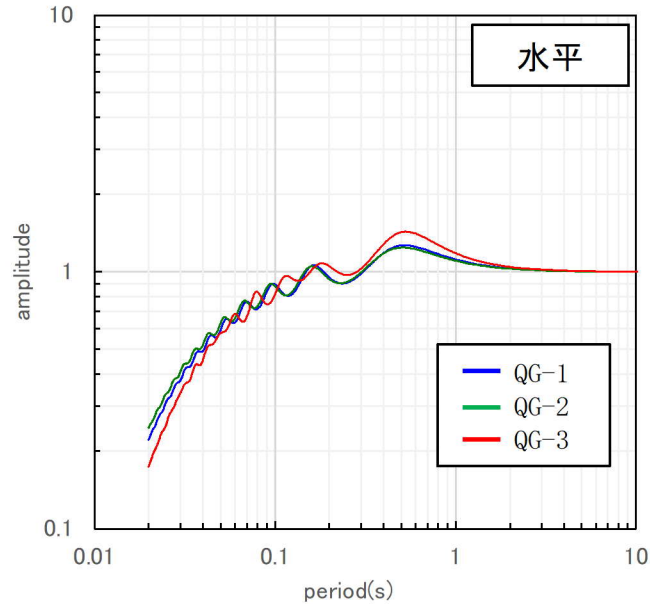 10
水平
amplitude
1
QG-1
QG-2
QG-3
0.1
0.01
0.1
1
10
period(s)